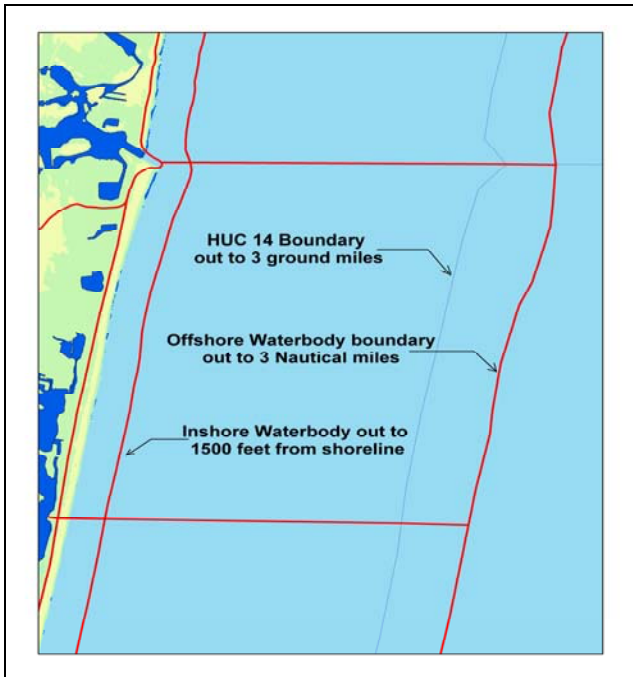 HUC 14 Boundary
out to 3 ground miles
Offshore Waterbody boundary
out to 3 Nautical miles
Inshore Waterbody out to
1500 feet from shoreline